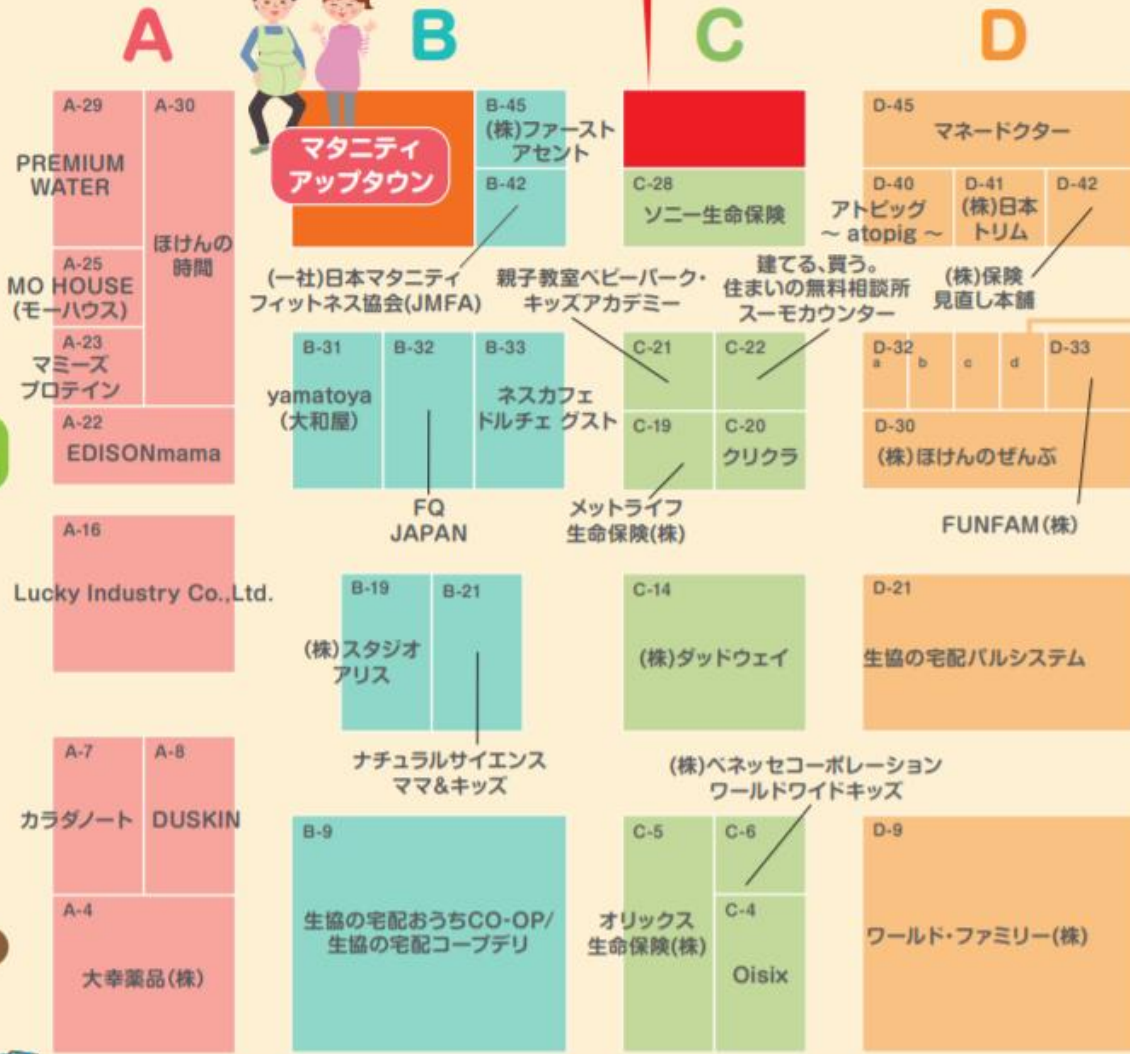 A
B
C
D
A-29
PREMIUM
WATER
A-30
ほけんの
時間
A-25
MO HOUSE
(モーハウス)
A-23
マミーズ
プロテイン
A-22
EDISONmama
A-16
Lucky Industry Co.,Ltd.
A-7
カラダノート
A-8
DUSKIN
A-4
大幸薬品(株)
マタニティ
アップタウン
B-45
(株)ファースト
アセント
B-42
(一社)日本マタニティ
フィットネス協会(JMFA)
B-31
yamatoya
(大和屋)
B-32
FQ
JAPAN
B-33
ネスカフェ
ドルチェ グスト
B-19
(株)スタジオ
アリス
B-21
ナチュラルサイエンス
ママ&キッズ
B-9
生協の宅配おうちCO-OP/
生協の宅配コープデリ
C-28
ソニー生命保険
親子教室ベビーパーク・
キッズアカデミー
建てる、買う。
住まいの無料相談所
スーモカウンター
C-21
C-22
C-19
C-20
クリクラ
メットライフ
生命保険(株)
C-14
(株)ダッドウェイ
(株)ベネッセコーポレーション
ワールドワイドキッズ
C-5
オリックス
生命保険(株)
C-6
C-4
Oisix
D-45
マネードクター
D-40
アトピッグ
～ atopig ～
D-41
(株)日本
トリム
D-42
(株)保険
見直し本舗
D-32
a
b
c
d
D-33
D-30
(株)ほけんのぜんぶ
FUNFAM(株)
D-21
生協の宅配パルシステム
D-9
ワールド・ファミリー(株)